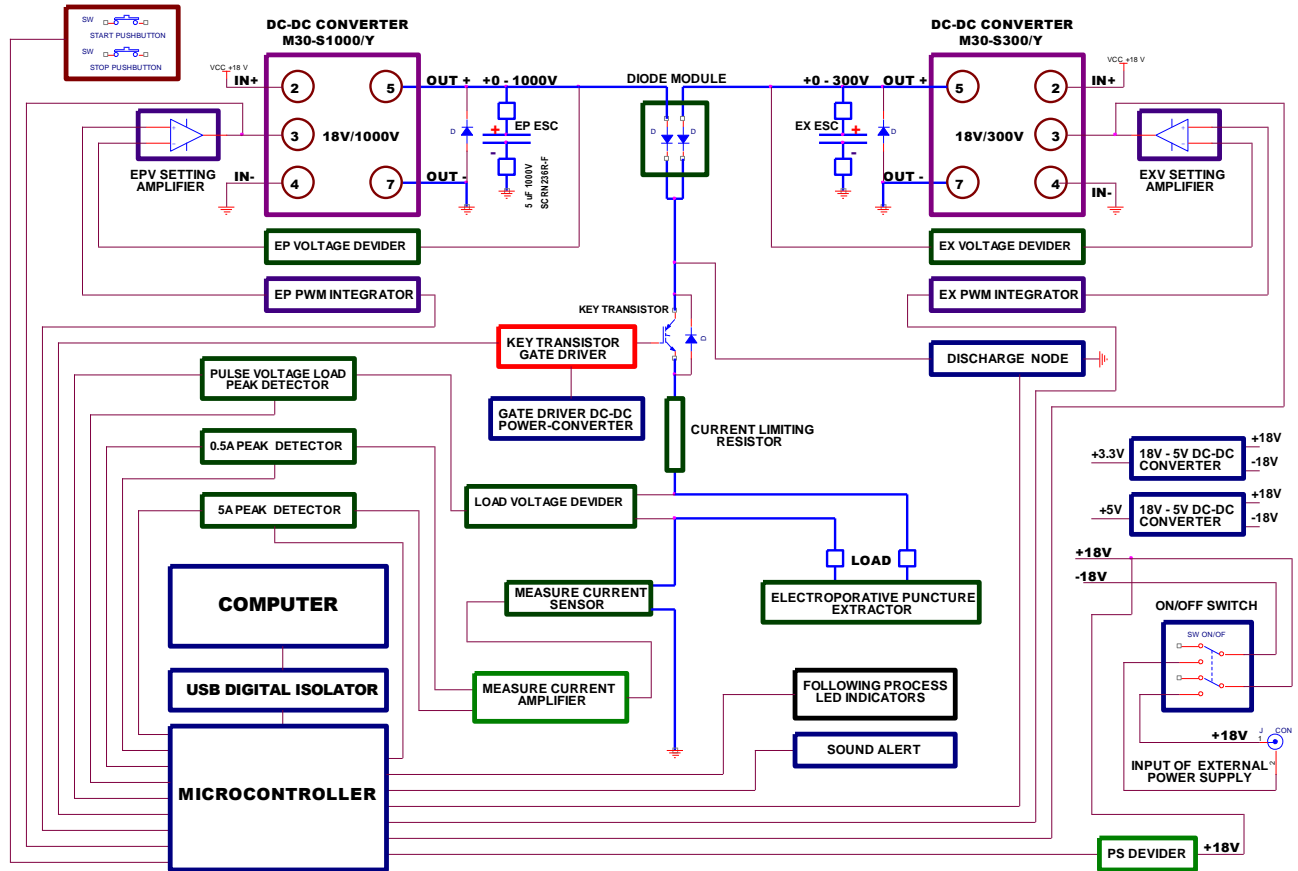 SW
START PUSHBUTTON
SW
STOP PUSHBUTTON
DC-DC CONVERTER
M30-S1000/Y
VCC +18 V
IN+
2
5
OUT +
+0 - 1000V
3
18V/1000V
IN-
4
7
OUT -
EPV SETTING
AMPLIFIER
D
EP ESC
+
-
5 uF 1000V
SCRN236R-F
DIODE MODULE
D
D
DC-DC CONVERTER
M30-S300/Y
+0 - 300V
OUT +
5
2
IN+
VCC +18 V
18V/300V
3
EX ESC
+
-
D
OUT -
7
4
IN-
EXV SETTING
AMPLIFIER
EP VOLTAGE DEVIDER
EX VOLTAGE DEVIDER
EP PWM INTEGRATOR
EX PWM INTEGRATOR
KEY TRANSISTOR
T
D
KEY TRANSISTOR
GATE DRIVER
DISCHARGE NODE
PULSE VOLTAGE LOAD
PEAK DETECTOR
GATE DRIVER DC-DC
POWER-CONVERTER
CURRENT LIMITING
RESISTOR
0.5A PEAK DETECTOR
+3.3V
18V - 5V DC-DC
CONVERTER
+18V
-18V
5A PEAK DETECTOR
LOAD VOLTAGE DEVIDER
+5V
18V - 5V DC-DC
CONVERTER
+18V
-18V
LOAD
+18V
-18V
COMPUTER
MEASURE CURRENT
SENSOR
ELECTROPORATIVE PUNCTURE
EXTRACTOR
ON/OFF SWITCH
SW ON/OF
USB DIGITAL ISOLATOR
MEASURE CURRENT
AMPLIFIER
FOLLOWING PROCESS
LED INDICATORS
SOUND ALERT
+18V
J
1
CON
2
INPUT OF EXTERNAL
POWER SUPPLY
MICROCONTROLLER
PS DEVIDER
+18V